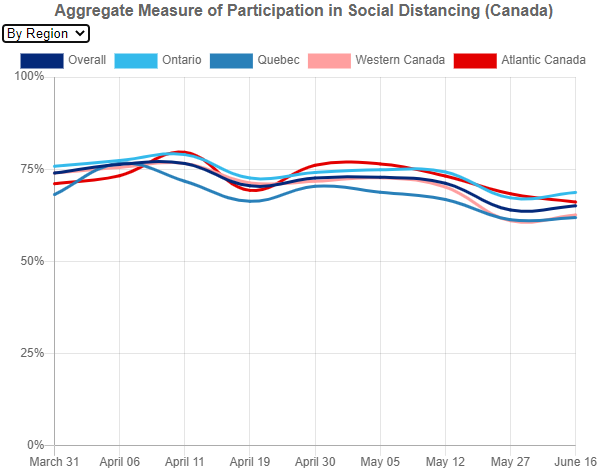 Aggregate Measure of Participation in Social Distancing (Canada)
By Region
Overall Ontario Quebec Western Canada Atlantic Canada
100%
75%
50%
25%
0%
March 31 April 06 April 11 April 19 April 30 May 05 May 12 May 27 June 16